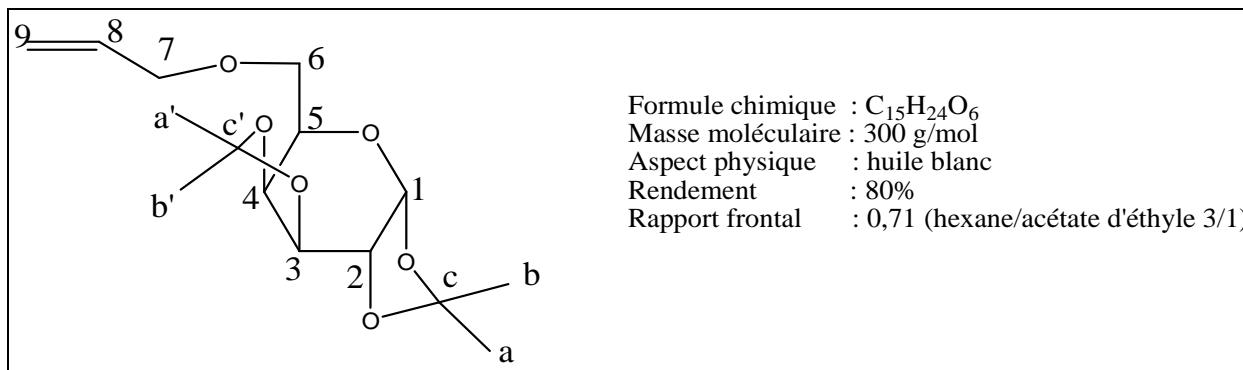 9
8
7
O
6
a'
c'
O
5
O
b'
O
4
1
3
2
O
c
b
O
a
Formule chimique : C15H24O6
Masse moléculaire : 300 g/mol
Aspect physique : huile blanc
Rendement : 80%
Rapport frontal : 0,71 (hexane/acétate d'éthyle 3/1)